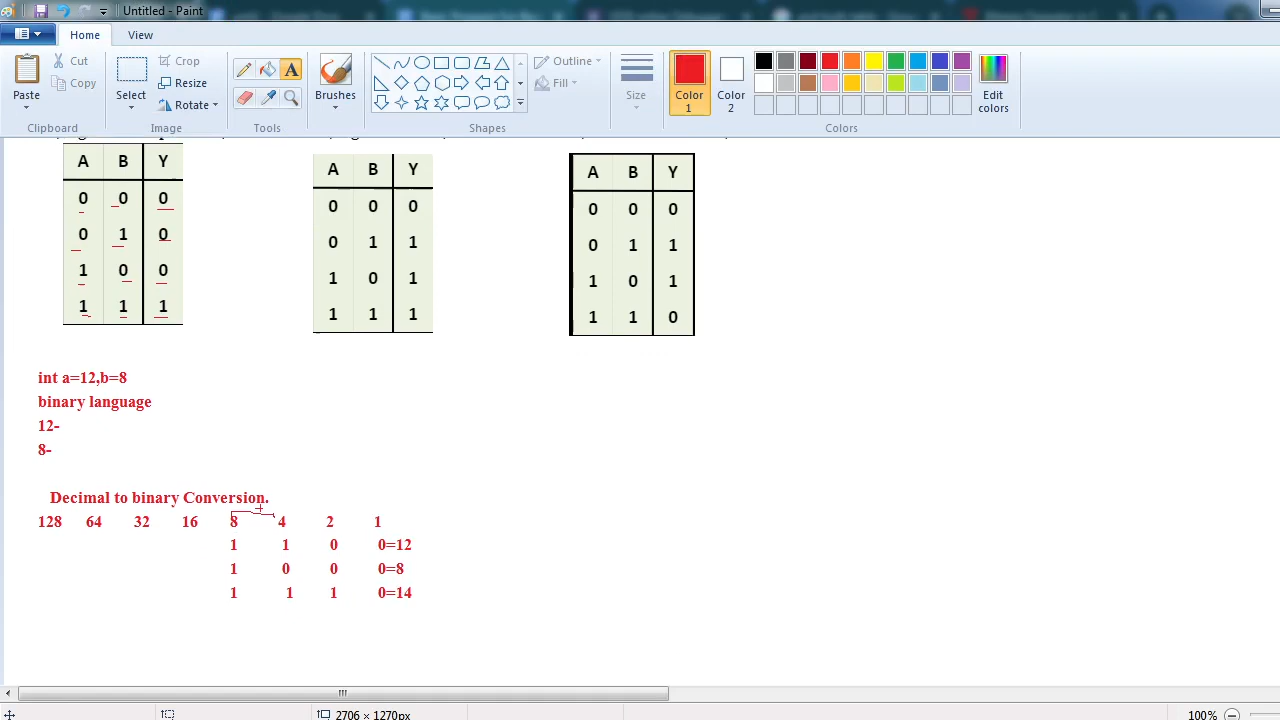 Untitled - Paint
Home View
Paste
Cut
Copy
Clipboard
Select
Crop
Resize
Rotate
Image
A
Tools
Brushes
Outline
Fill
Shapes
Size
Color 1
Color 2
Edit colors
Colors
A B Y
0 0 0
0 1 0
1 0 0
1 1 1
A B Y
0 0 0
0 1 1
1 0 1
1 1 1
A B Y
0 0 0
0 1 1
1 0 1
1 1 0
int a=12,b=8
binary language
12-
8-
Decimal to binary Conversion.
128 64 32 16 8 4 2 1
1 1 0 0=12
1 0 0 0=8
1 1 1 0=14
2706 × 1270px
100%